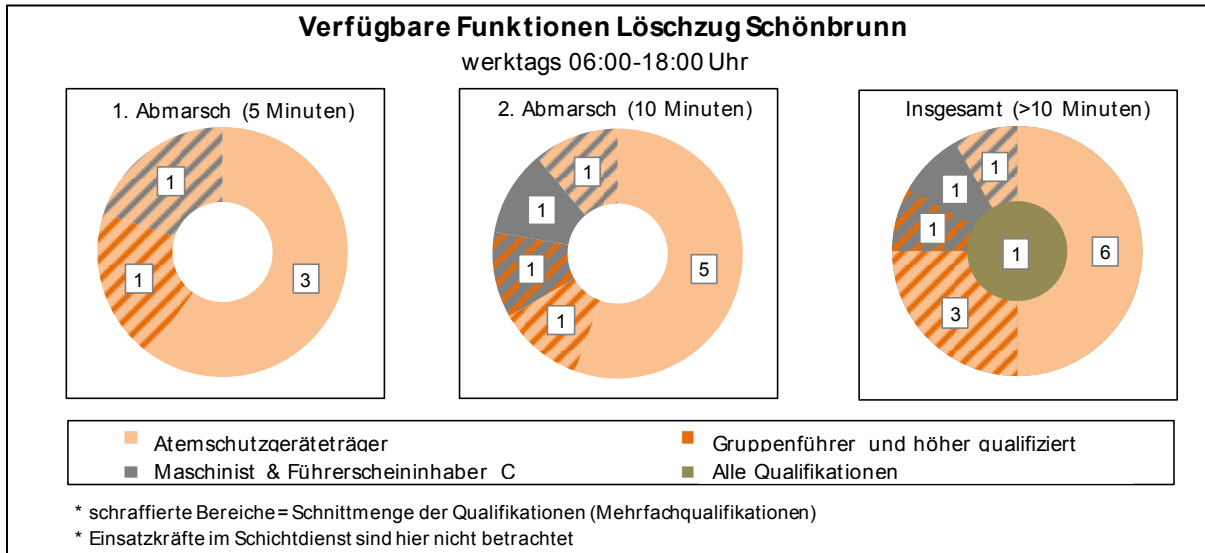 Verfügbare Funktionen Löschzug Schönbrunn
werktags 06:00-18:00 Uhr
1. Abmarsch (5 Minuten)
1
1
3
2. Abmarsch (10 Minuten)
1
1
1
1
5
Insgesamt (>10 Minuten)
1
1
1
1
6
3
Atemschutzgeräteträger
Gruppenführer und höher qualifiziert
Maschinist & Führerscheininhaber C
Alle Qualifikationen
* schraffierte Bereiche = Schnittmenge der Qualifikationen (Mehrfachqualifikationen)
* Einsatzkräfte im Schichtdienst sind hier nicht betrachtet